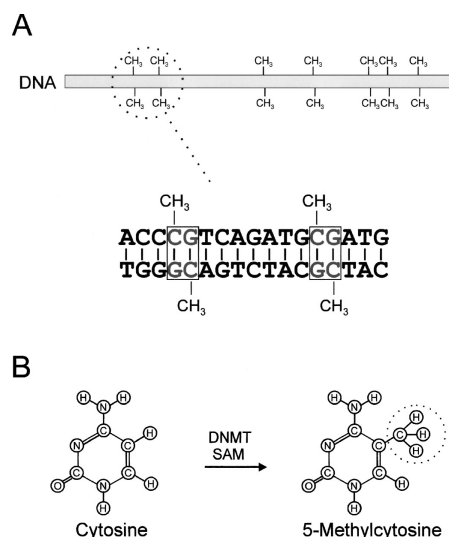 A
CH₃ CH₃ CH₃ CH₃ CH₃ CH₃ CH₃
DNA
CH₃ CH₃ CH₃ CH₃ CH₃ CH₃ CH₃
CH₃ CH₃
ACCCGTCAGATGCGATG
TGGGCAGTCTACGCTAC
CH₃ CH₃
B
H H
N
H
C
N C
C C
O N H
H
Cytosine
DNMT
SAM
H H
N
H
C C H
N C H
C C
O N H
H
5-Methylcytosine